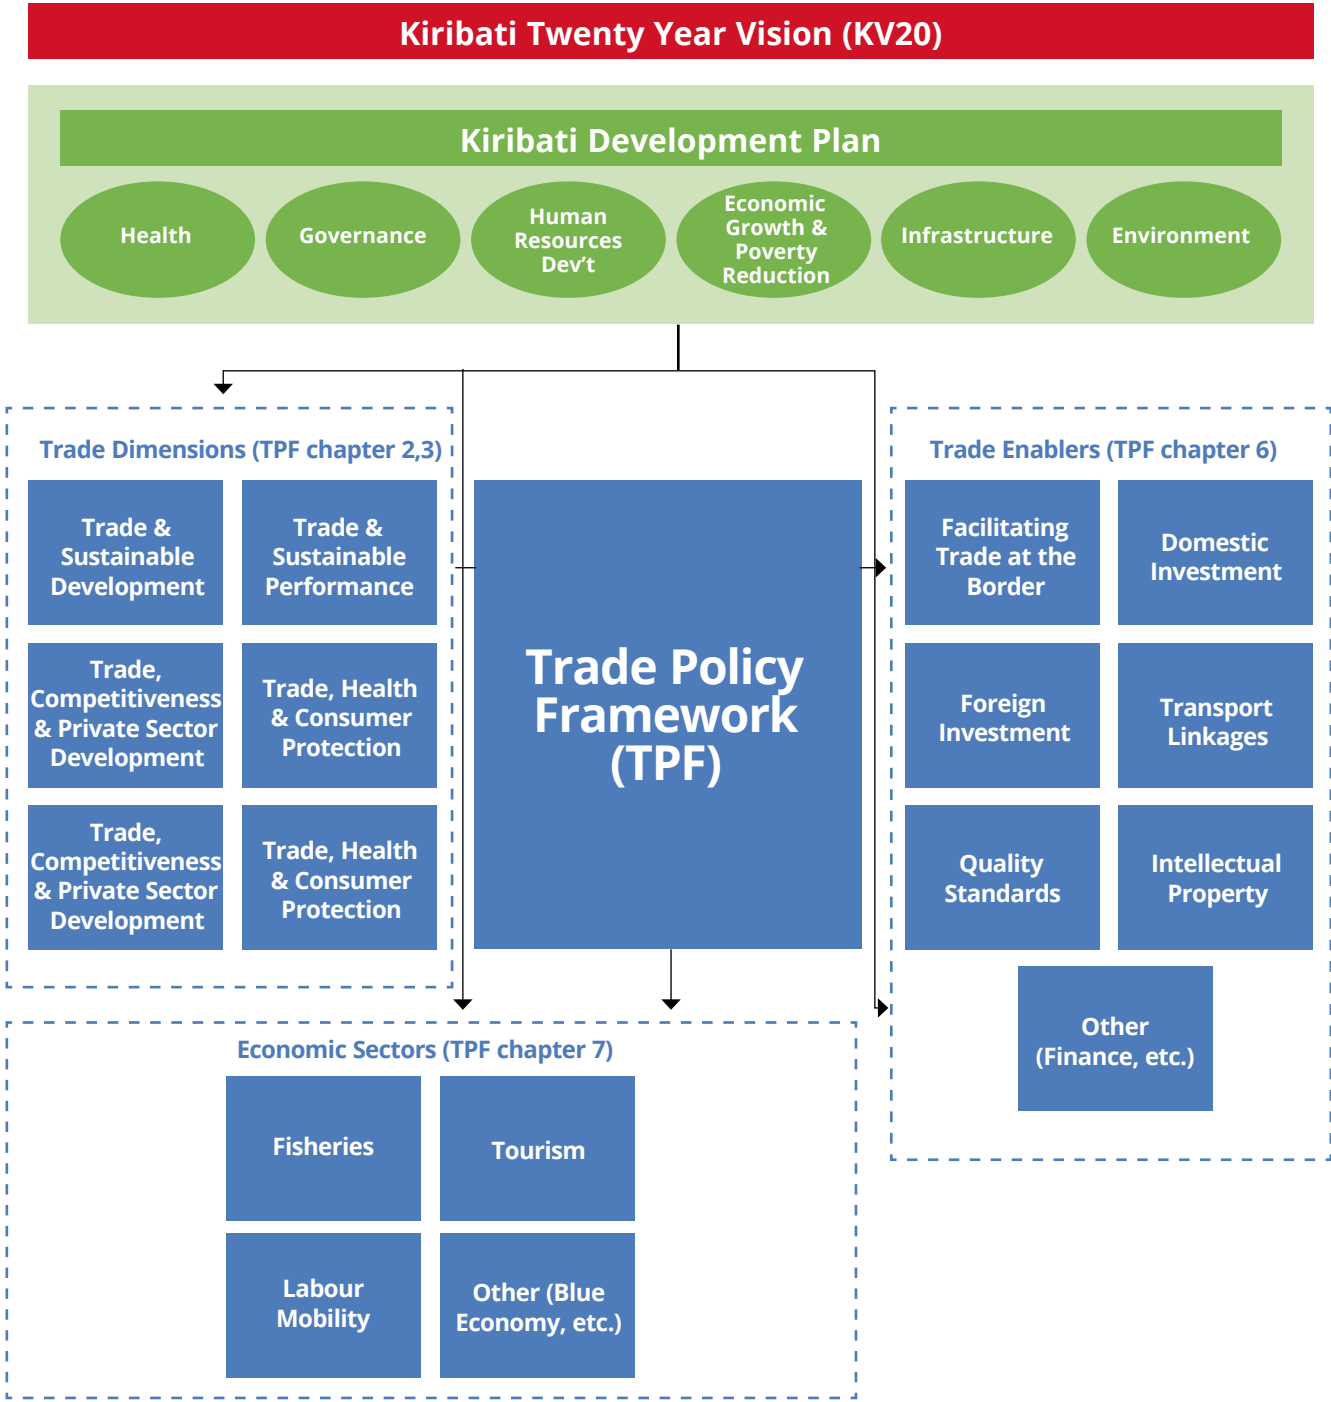 Kiribati Twenty Year Vision (KV20)
Kiribati Development Plan
Health
Governance
Human
Resources
Dev’t
Economic
Growth &
Poverty
Reduction
Infrastructure
Environment
Trade Dimensions (TPF chapter 2,3)
Trade &
Sustainable
Development
Trade &
Sustainable
Performance
Trade,
Competitiveness
& Private Sector
Development
Trade, Health
& Consumer
Protection
Trade,
Competitiveness
& Private Sector
Development
Trade, Health
& Consumer
Protection
Trade Policy
Framework
(TPF)
Trade Enablers (TPF chapter 6)
Facilitating
Trade at the
Border
Domestic
Investment
Foreign
Investment
Transport
Linkages
Quality
Standards
Intellectual
Property
Other
(Finance, etc.)
Economic Sectors (TPF chapter 7)
Fisheries
Tourism
Labour
Mobility
Other (Blue
Economy, etc.)